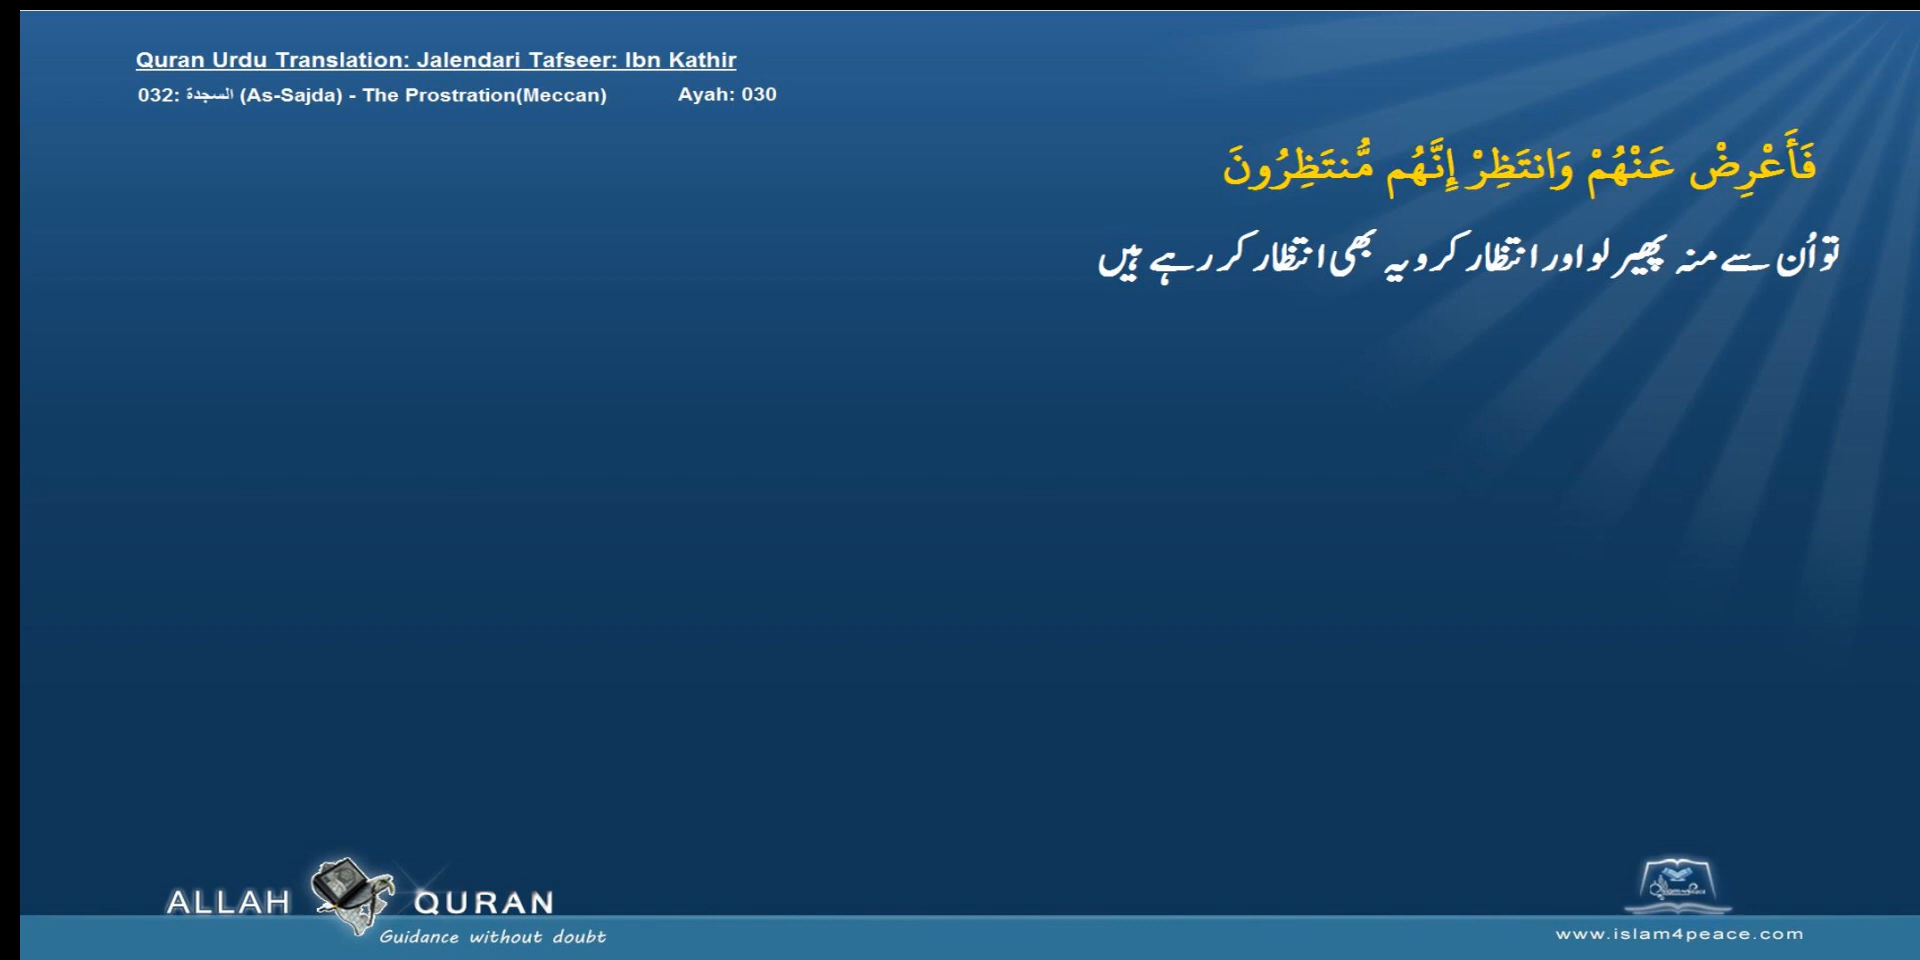 Quran Urdu Translation: Jalendari Tafseer: Ibn Kathir
032: السجدة (As-Sajda) - The Prostration(Meccan) Ayah: 030
فَأَعْرِضْ عَنْهُمْ وَانتَظِرْ إِنَّهُم مُّنتَظِرُونَ
تو اُن سے منہ پھیر لو اور انتظار کرو یہ بھی انتظار کر رہے ہیں
ALLAH QURAN
Guidance without doubt
www.islam4peace.com